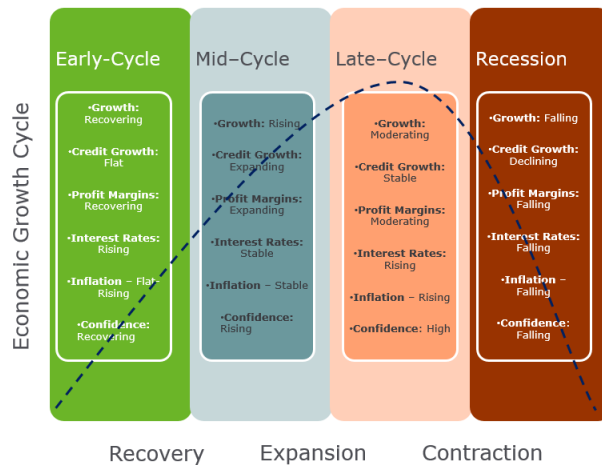 Economic Growth Cycle
Early-Cycle
•Growth:
Recovering
•Credit Growth:
Flat
•Profit Margins:
Recovering
•Interest Rates:
Rising
•Inflation – Flat-
Rising
•Confidence:
Recovering
Mid–Cycle
•Growth: Rising
•Credit Growth:
Expanding
•Profit Margins:
Expanding
•Interest Rates:
Stable
•Inflation – Stable
•Confidence:
Rising
Late–Cycle
•Growth:
Moderating
•Credit Growth:
Stable
•Profit Margins:
Moderating
•Interest Rates:
Rising
•Inflation – Rising
•Confidence: High
Recession
•Growth: Falling
•Credit Growth:
Declining
•Profit Margins:
Falling
•Interest Rates:
Falling
•Inflation –
Falling
•Confidence:
Falling
Recovery
Expansion
Contraction